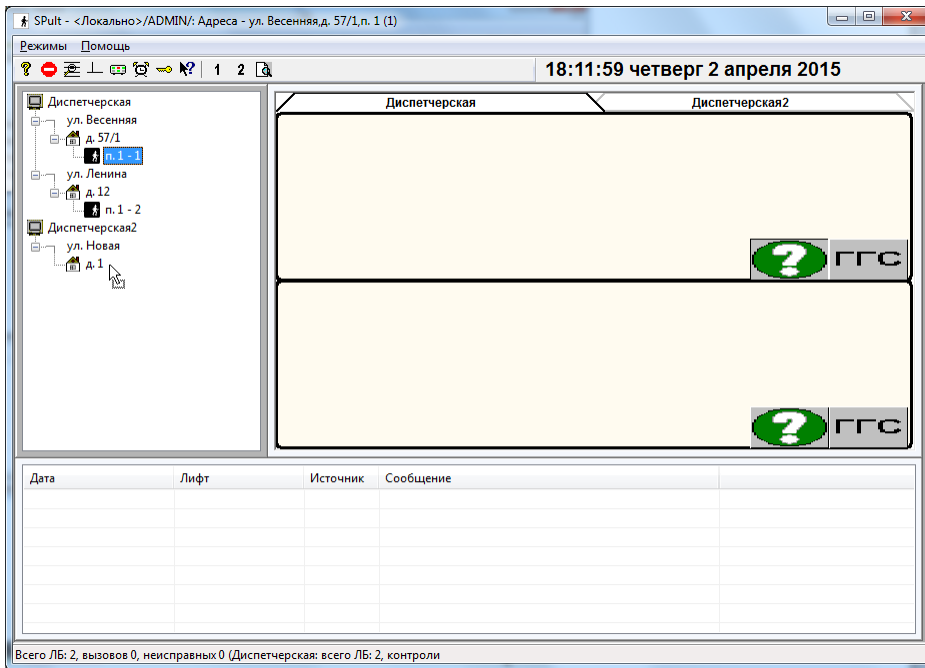 SPult - <Локально>/ADMIN/: Адреса - ул. Весенняя,д. 57/1,п. 1 (1)
Режимы Помощь
1 2 18:11:59 четверг 2 апреля 2015
Диспетчерская
ул. Весенняя
д. 57/1
п. 1 - 1
ул. Ленина
д. 12
п. 1 - 2
Диспетчерская2
ул. Новая
д. 1
Диспетчерская Диспетчерская2
? ГГС
? ГГС
Дата Лифт Источник Сообщение
Всего ЛБ: 2, вызовов 0, неисправных 0 (Диспетчерская: всего ЛБ: 2, контроли